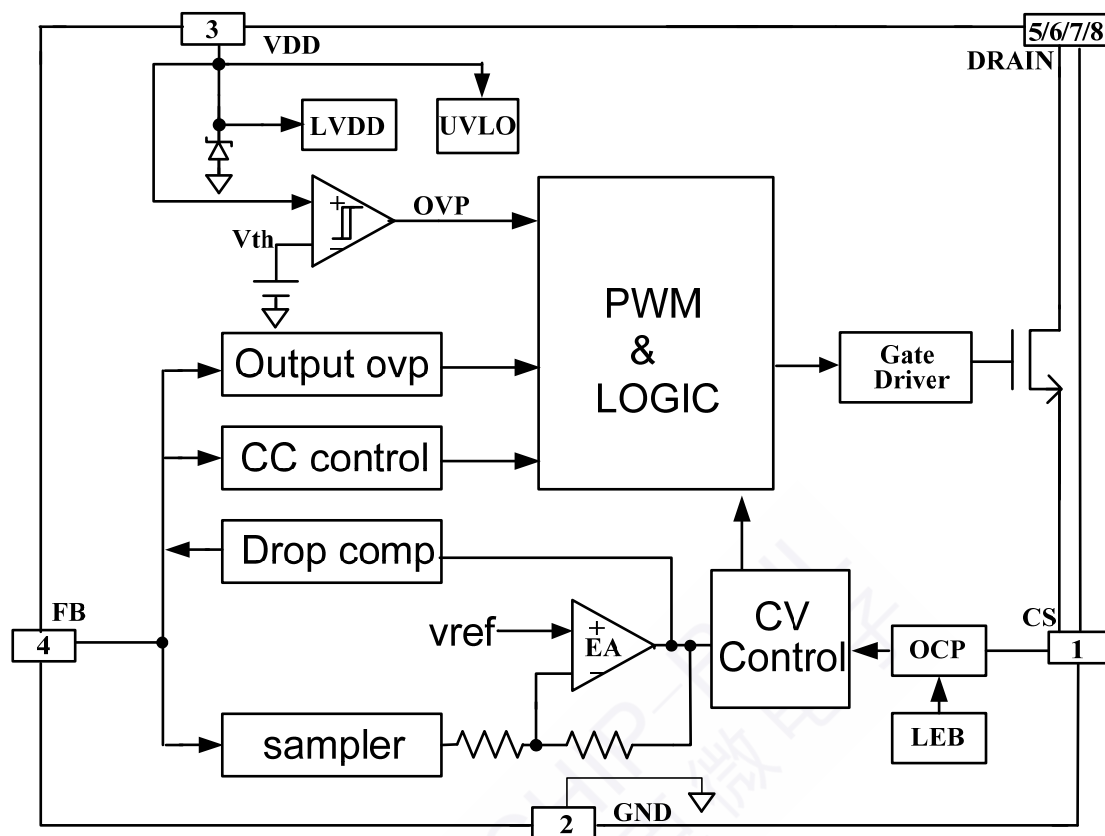 3
VDD
5/6/7/8
DRAIN
LVDD
UVLO
+
OVP
Vth
−
PWM
&
LOGIC
Output ovp
Gate
Driver
CC control
Drop comp
FB
4
vref
+
EA
−
CV
Control
OCP
CS
1
sampler
LEB
2
GND